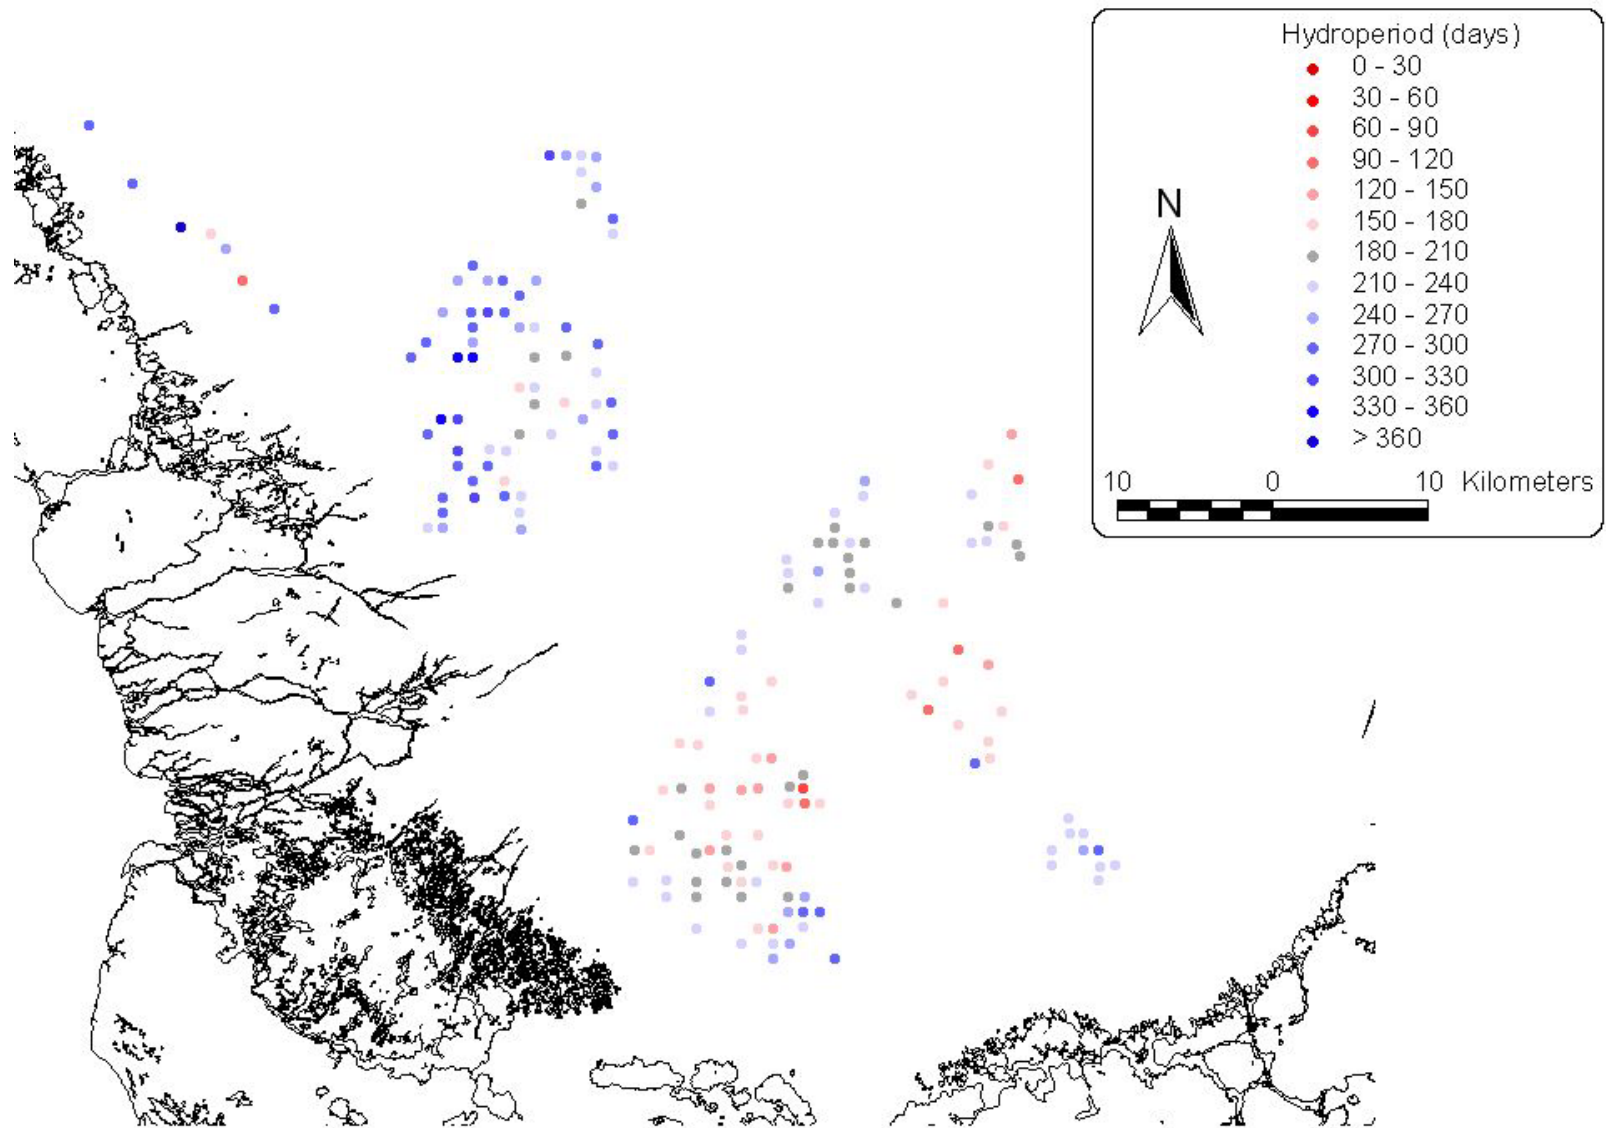 Hydroperiod (days)
0 - 30
30 - 60
60 - 90
90 - 120
120 - 150
150 - 180
180 - 210
210 - 240
240 - 270
270 - 300
300 - 330
330 - 360
> 360
N
10 0 10 Kilometers